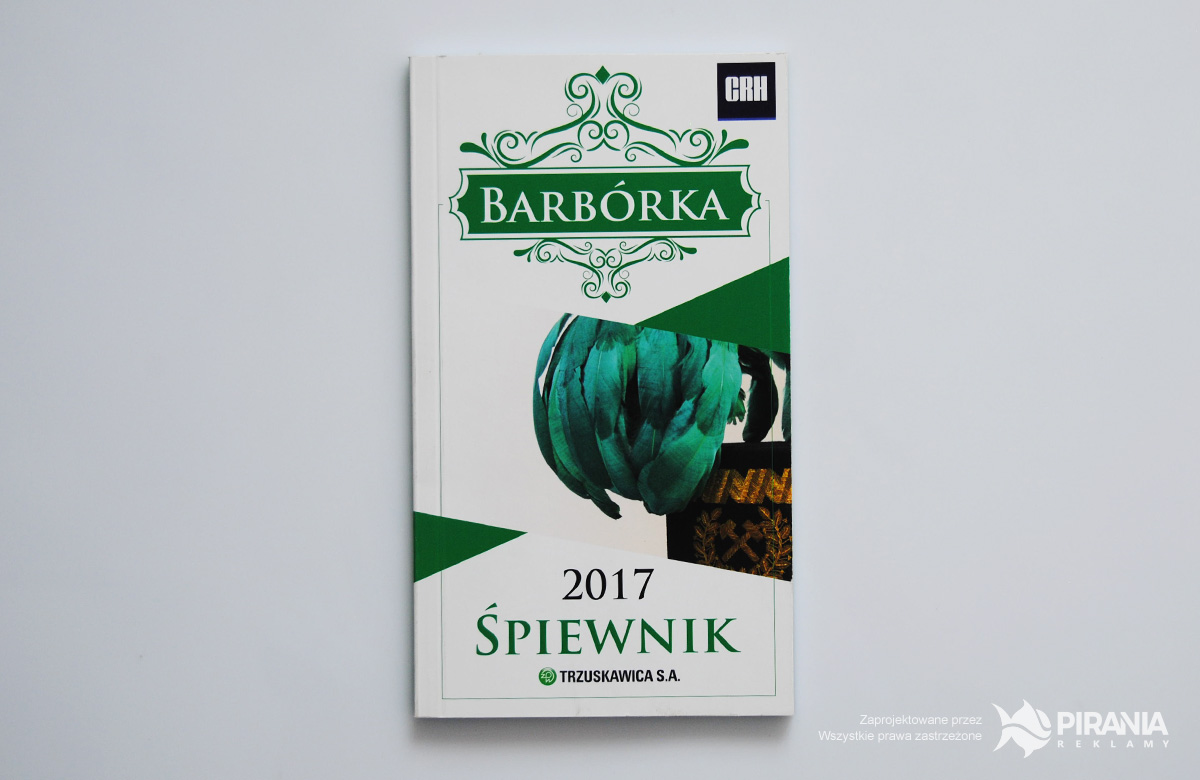 CRH
BARBÓRKA
2017
ŚPIEWNIK
TRZUSKAWICA S.A.
Zaprojektowane przez
Wszystkie prawa zastrzeżone
PIRANIA
REKLAMY